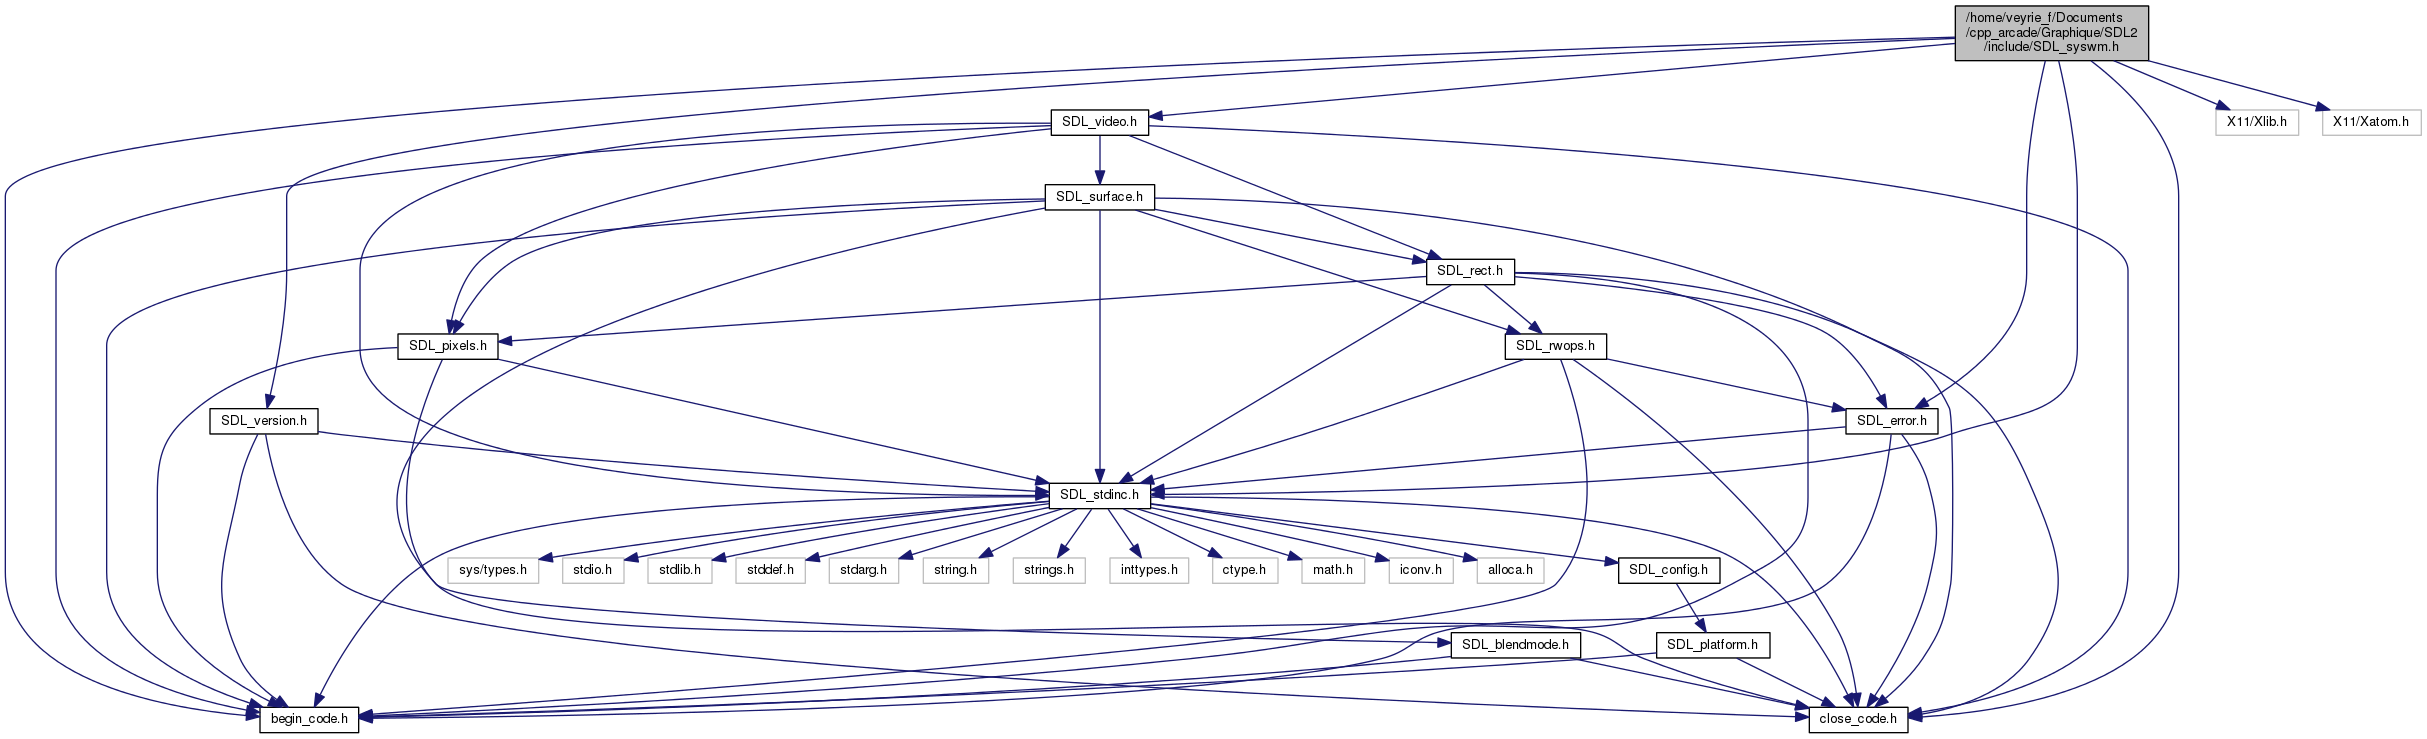 /home/veyrie_f/Documents
/cpp_arcade/Graphique/SDL2
/include/SDL_syswm.h
SDL_video.h
X11/Xlib.h
X11/Xatom.h
SDL_surface.h
SDL_rect.h
SDL_pixels.h
SDL_rwops.h
SDL_version.h
SDL_error.h
SDL_stdinc.h
sys/types.h
stdio.h
stdlib.h
stddef.h
stdarg.h
string.h
strings.h
inttypes.h
ctype.h
math.h
iconv.h
alloca.h
SDL_config.h
SDL_blendmode.h
SDL_platform.h
begin_code.h
close_code.h